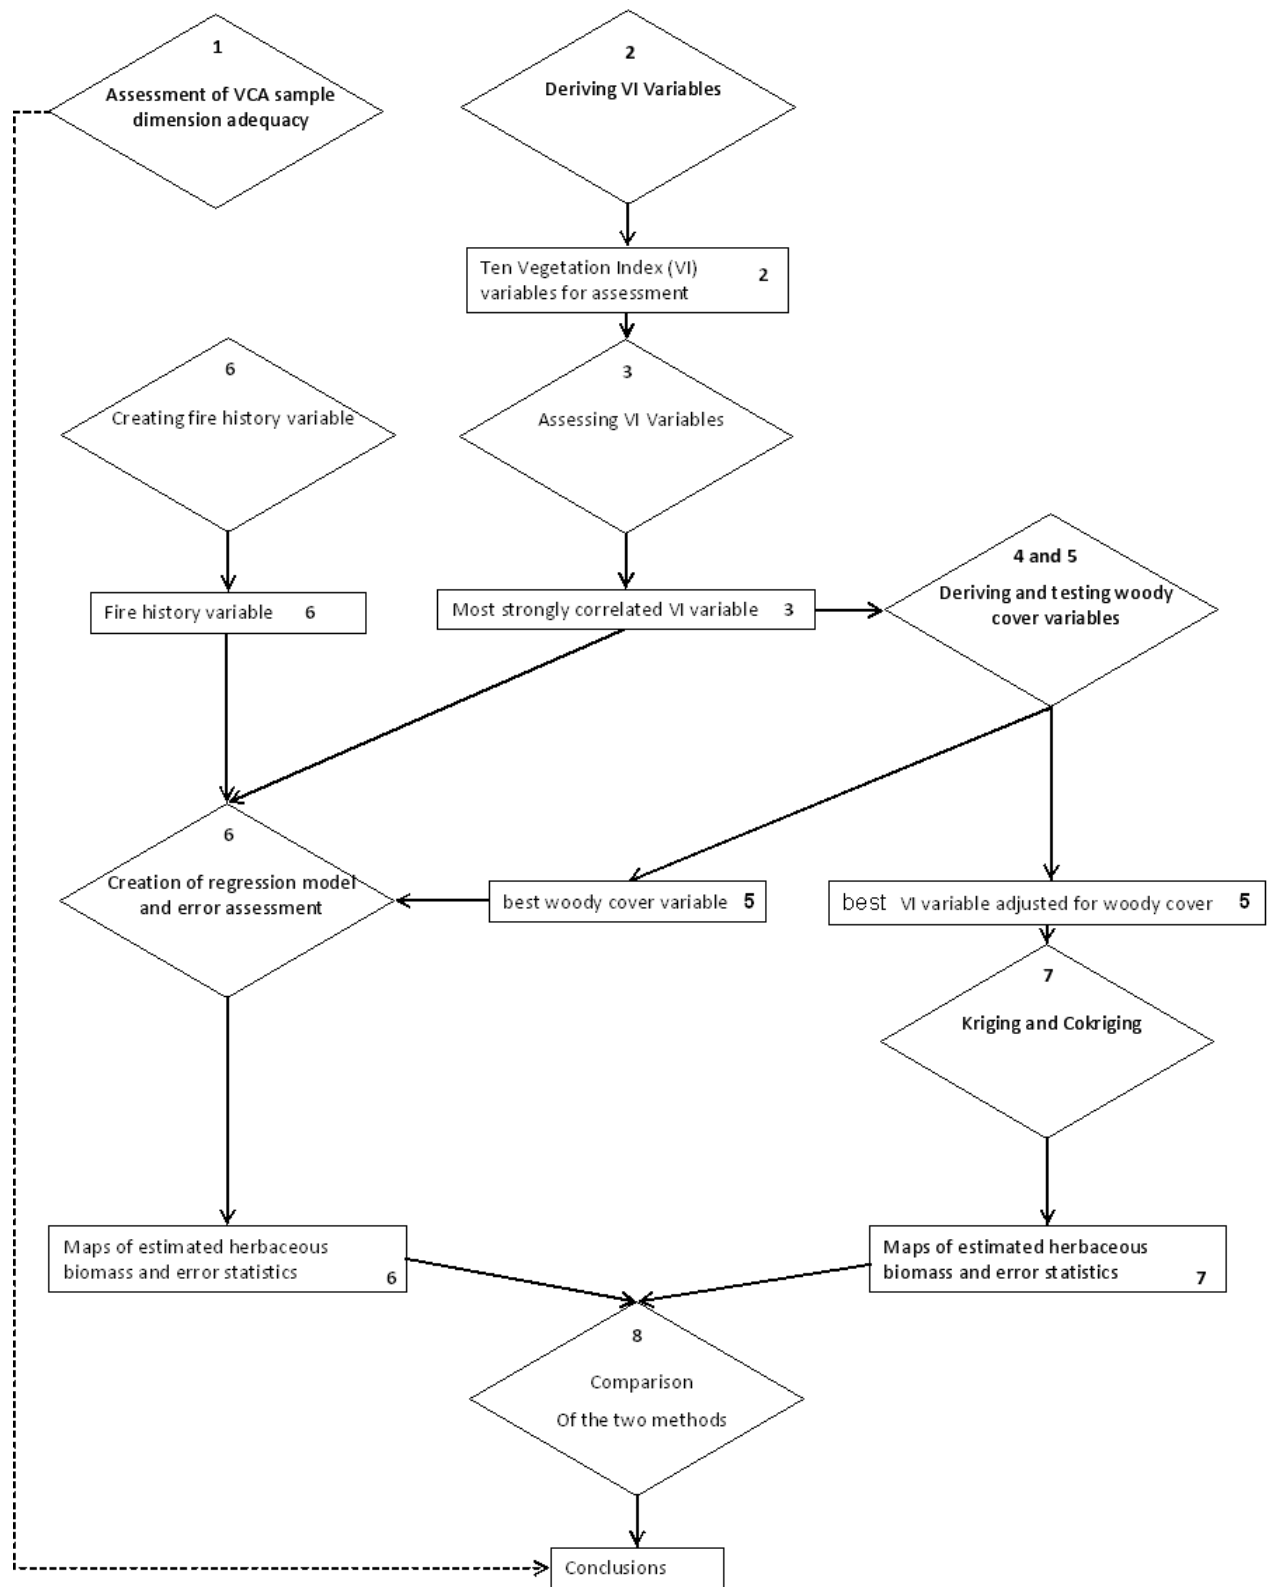 1
Assessment of VCA sample
dimension adequacy
2
Deriving VI Variables
Ten Vegetation Index (VI) 2
variables for assessment
6
Creating fire history variable
3
Assessing VI Variables
4 and 5
Deriving and testing woody
cover variables
Fire history variable 6
Most strongly correlated VI variable 3
6
Creation of regression model
and error assessment
best woody cover variable 5
best VI variable adjusted for woody cover 5
7
Kriging and Cokriging
Maps of estimated herbaceous
biomass and error statistics 6
Maps of estimated herbaceous
biomass and error statistics 7
8
Comparison
Of the two methods
Conclusions